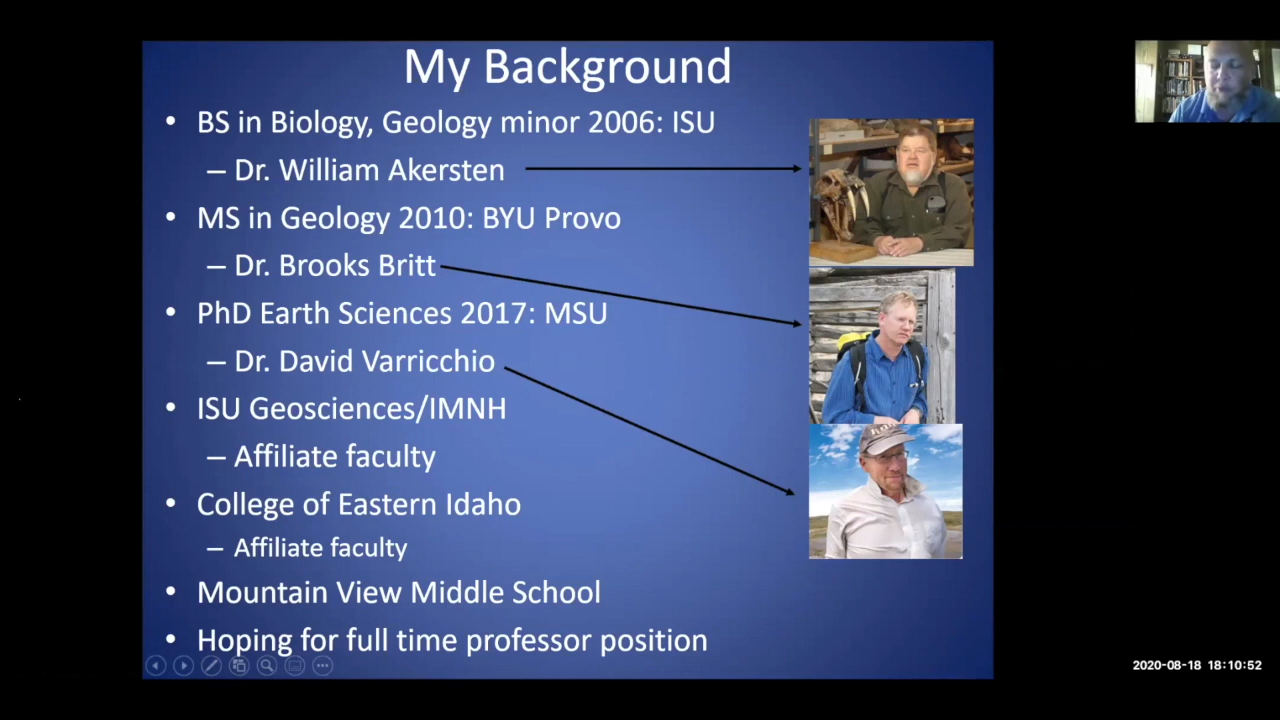 My Background
• BS in Biology, Geology minor 2006: ISU
– Dr. William Akersten
• MS in Geology 2010: BYU Provo
– Dr. Brooks Britt
• PhD Earth Sciences 2017: MSU
– Dr. David Varricchio
• ISU Geosciences/IMNH
– Affiliate faculty
• College of Eastern Idaho
– Affiliate faculty
• Mountain View Middle School
• Hoping for full time professor position
2020-08-18 18:10:52